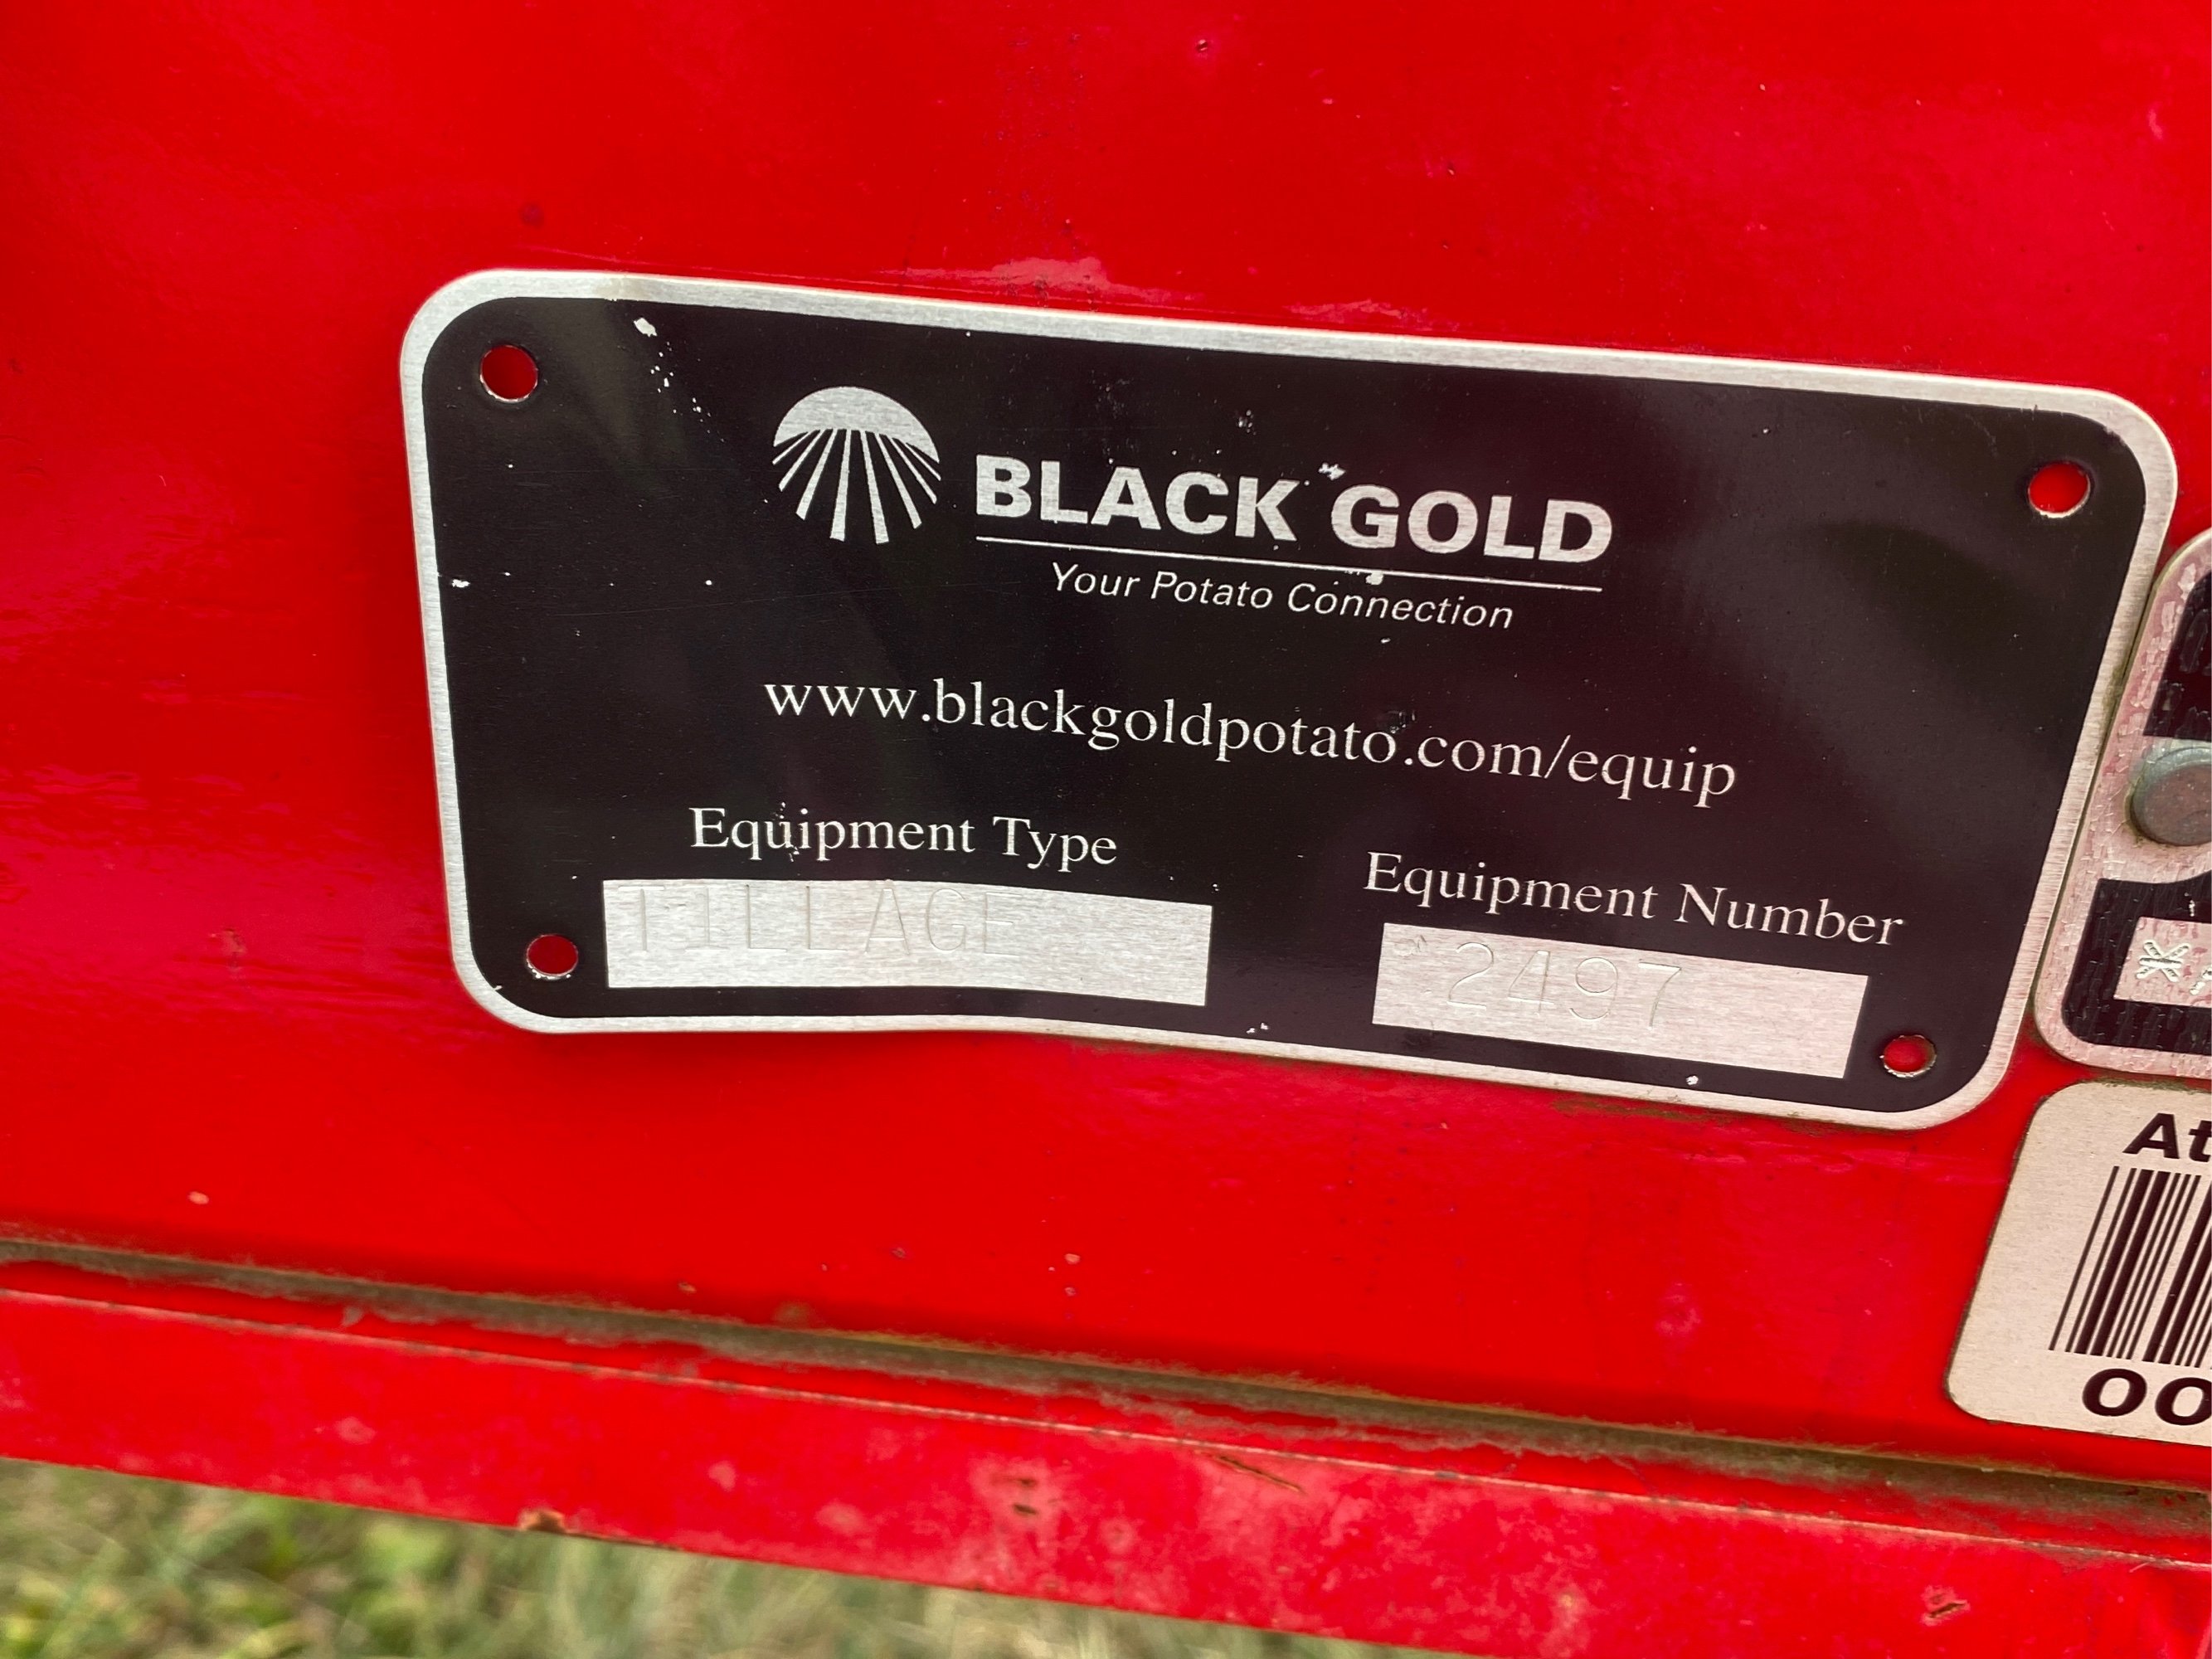 BLACK GOLD
Your Potato Connection
www.blackgoldpotato.com/equip
Equipment Type
TILLAGE
Equipment Number
2497